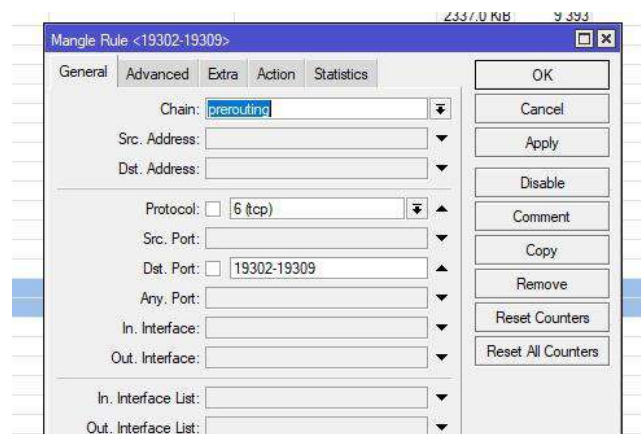 2337.0 KiB 9 393
Mangle Rule <19302-19309>
General Advanced Extra Action Statistics
OK
Chain: prerouting
Cancel
Src. Address:
Apply
Dst. Address:
Disable
Protocol: 6 (tcp)
Comment
Src. Port:
Copy
Dst. Port: 19302-19309
Remove
Any. Port:
Reset Counters
In. Interface:
Out. Interface:
Reset All Counters
In. Interface List:
Out. Interface List: